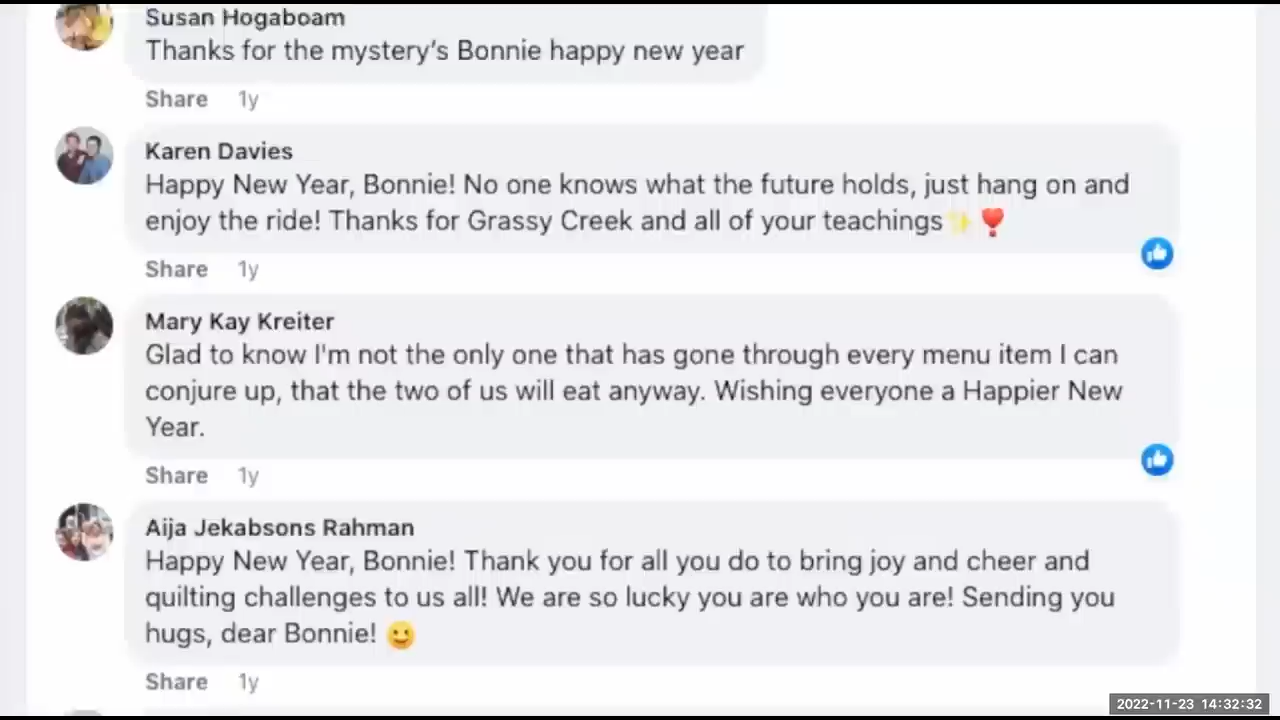 Susan Hogaboam
Thanks for the mystery’s Bonnie happy new year
Share 1y
Karen Davies
Happy New Year, Bonnie! No one knows what the future holds, just hang on and
enjoy the ride! Thanks for Grassy Creek and all of your teachings✨❣️
Share 1y
Mary Kay Kreiter
Glad to know I'm not the only one that has gone through every menu item I can
conjure up, that the two of us will eat anyway. Wishing everyone a Happier New
Year.
Share 1y
Aija Jekabsons Rahman
Happy New Year, Bonnie! Thank you for all you do to bring joy and cheer and
quilting challenges to us all! We are so lucky you are who you are! Sending you
hugs, dear Bonnie! 🙂
Share 1y
2022-11-23 14:32:32